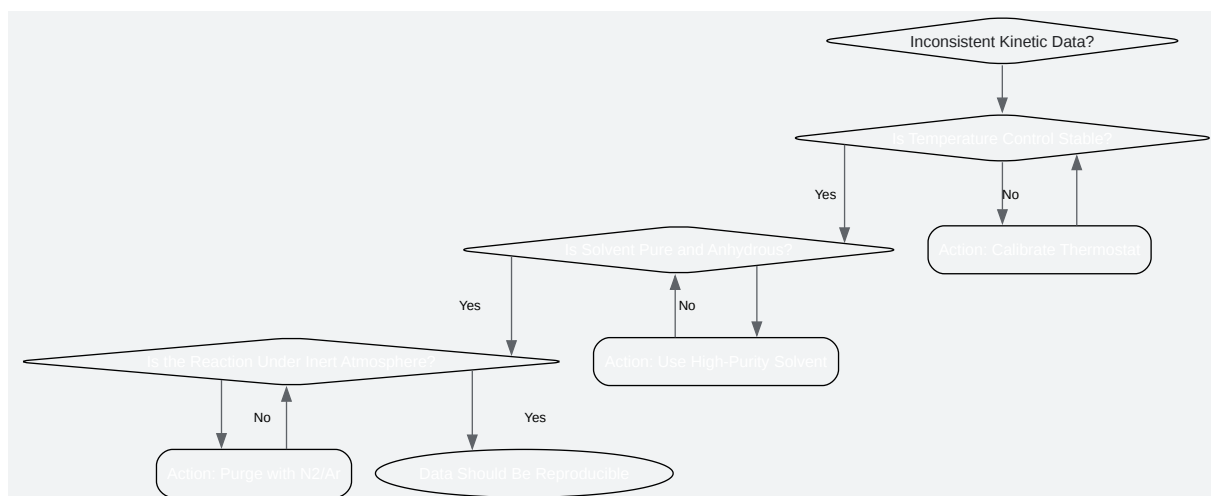 Inconsistent Kinetic Data?
Is Temperature Control Stable?
Yes
No
Is Solvent Pure and Anhydrous?
Action: Calibrate Thermostat
Yes
No
Is the Reaction Under Inert Atmosphere?
Action: Use High-Purity Solvent
No
Yes
Action: Purge with N2/Ar
Data Should Be Reproducible